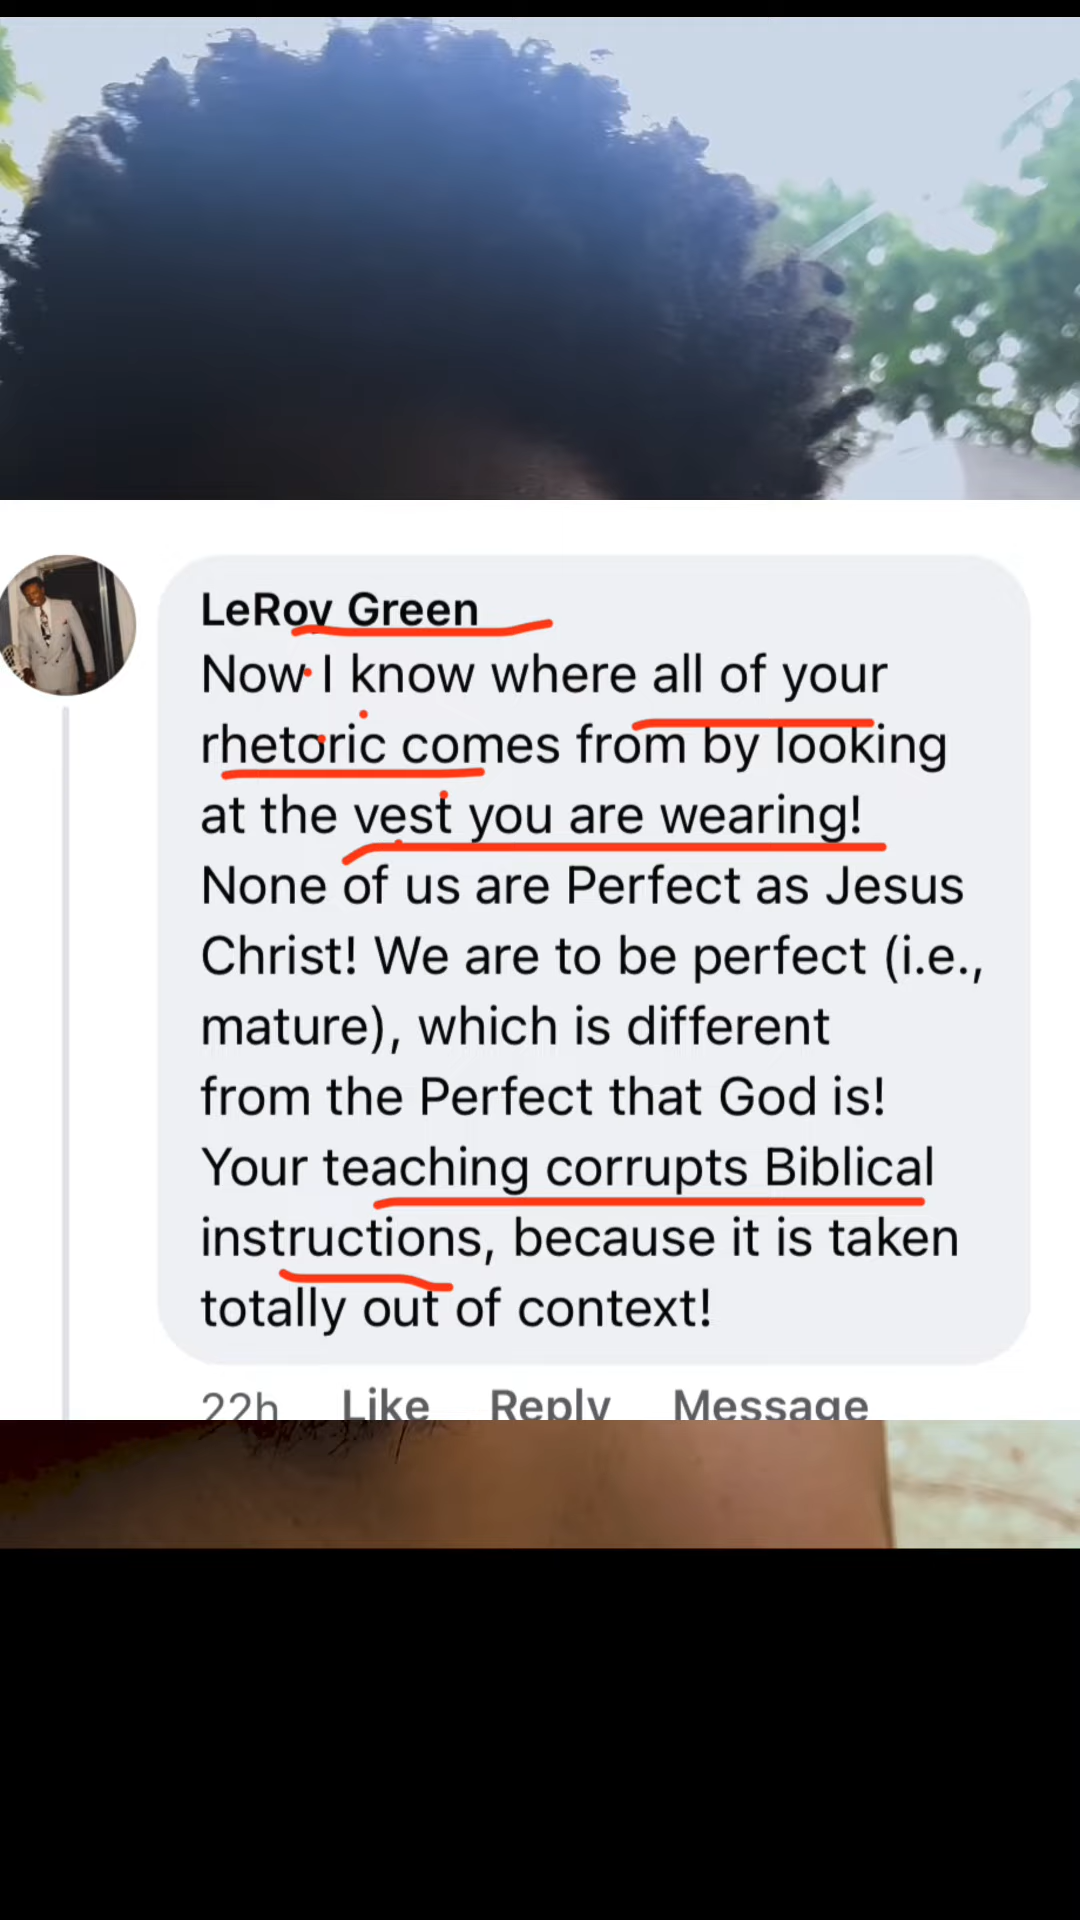 LeRoy Green
Now I know where all of your
rhetoric comes from by looking
at the vest you are wearing!
None of us are Perfect as Jesus
Christ! We are to be perfect (i.e.,
mature), which is different
from the Perfect that God is!
Your teaching corrupts Biblical
instructions, because it is taken
totally out of context!
22h Like Reply Message